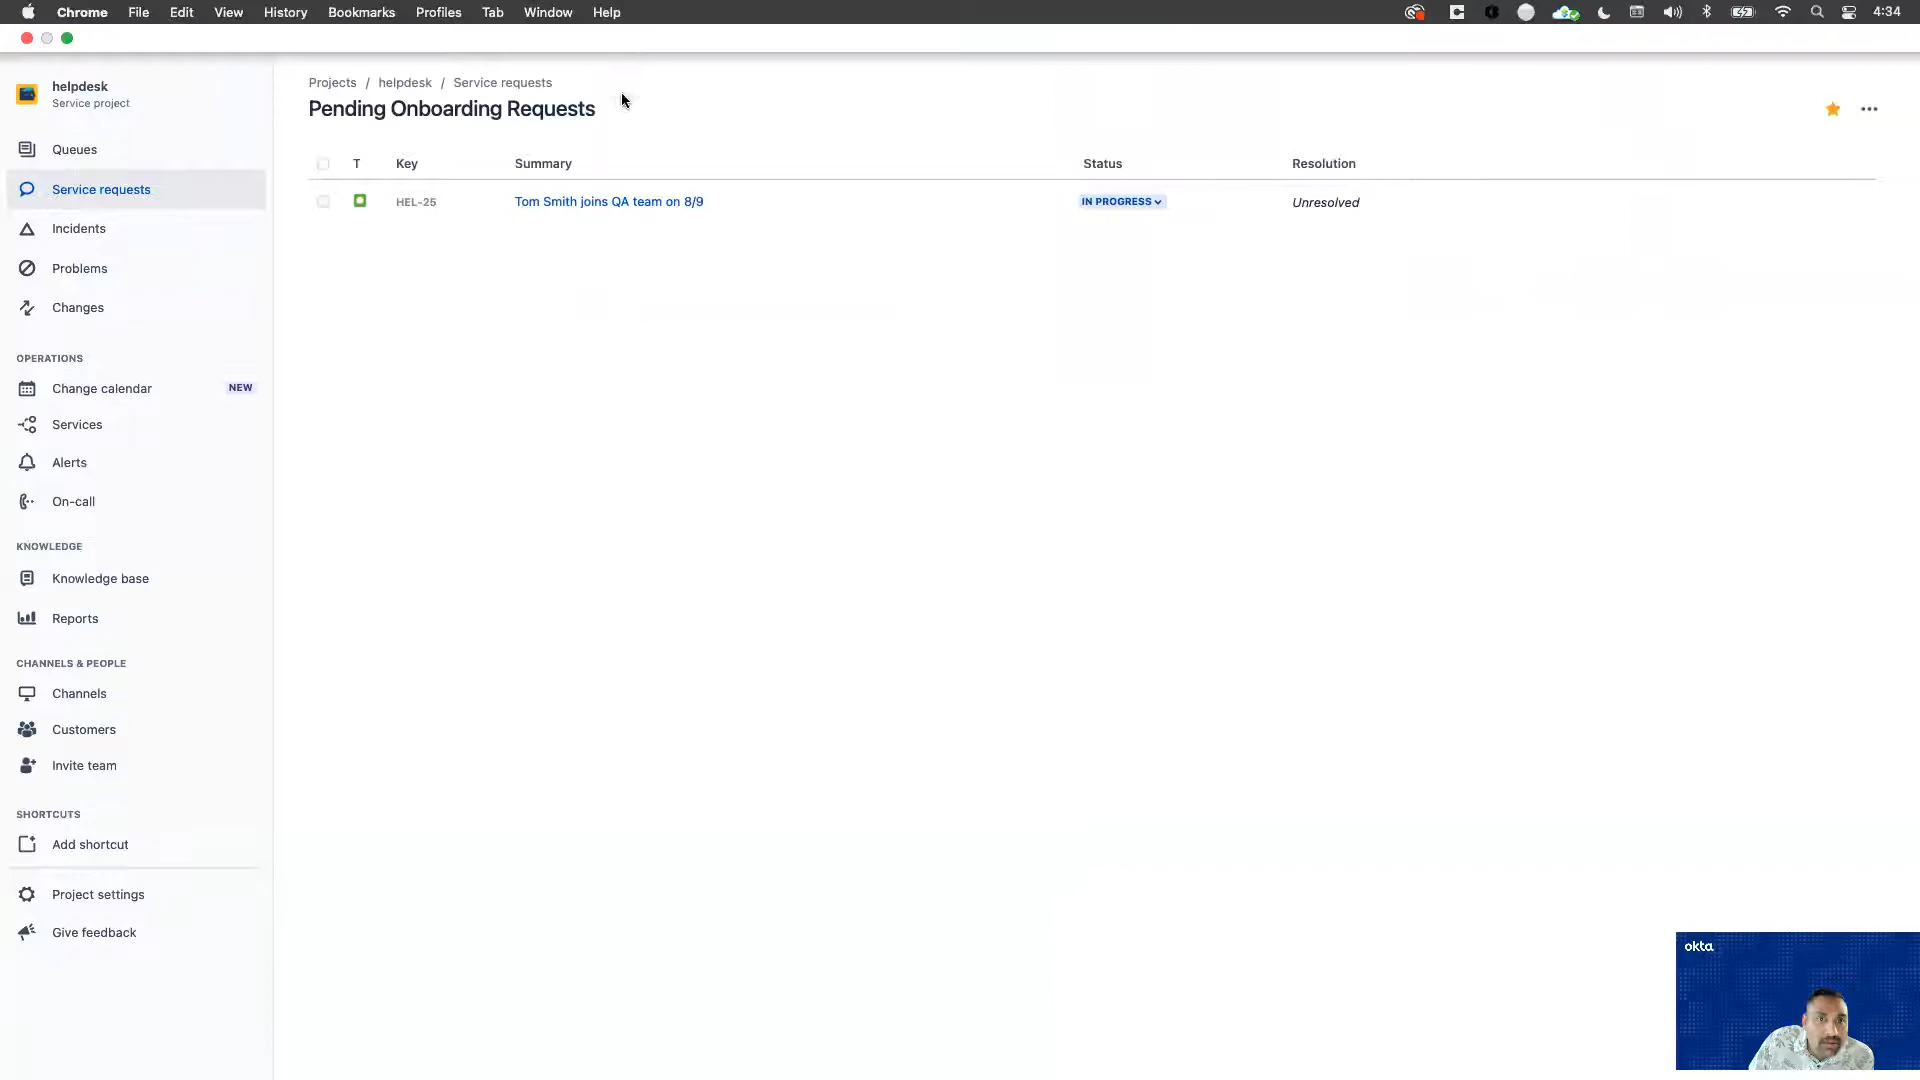 Chrome File Edit View History Bookmarks Profiles Tab Window Help 4:34
helpdesk
Service project
Queues
Service requests
Incidents
Problems
Changes
OPERATIONS
Change calendar NEW
Services
Alerts
On-call
KNOWLEDGE
Knowledge base
Reports
CHANNELS & PEOPLE
Channels
Customers
Invite team
SHORTCUTS
Add shortcut
Project settings
Give feedback
Projects / helpdesk / Service requests
Pending Onboarding Requests
T Key Summary Status Resolution
HEL-25 Tom Smith joins QA team on 8/9 IN PROGRESS Unresolved
okta